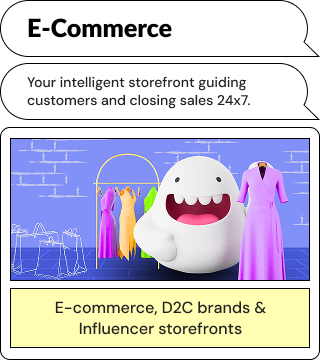 E-Commerce
Your intelligent storefront guiding
customers and closing sales 24x7.
E-commerce, D2C brands &
Influencer storefronts